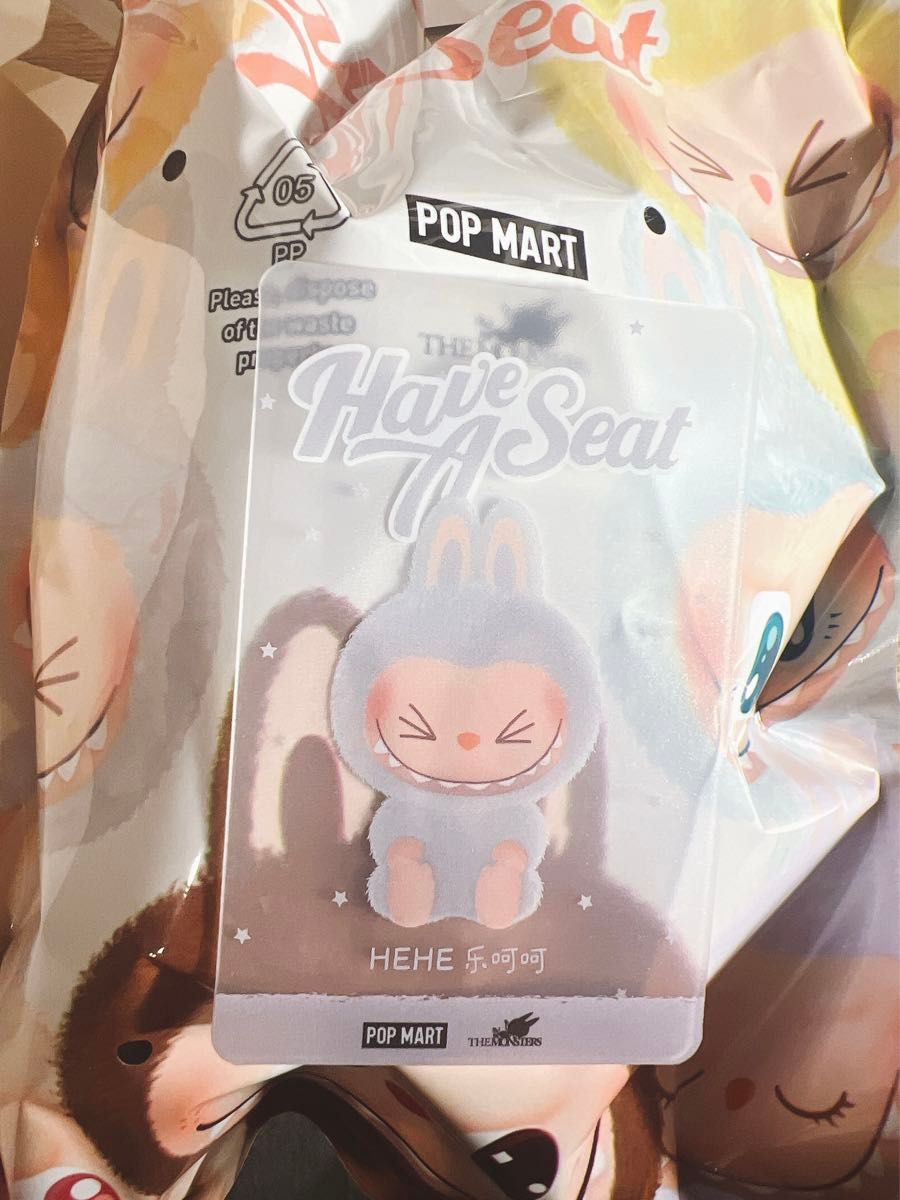 Seat
05
PP
POP MART
Please dispose
of the waste
THE
Have
A Seat
HEHE 乐呵呵
POP MART
THE MONSTERS